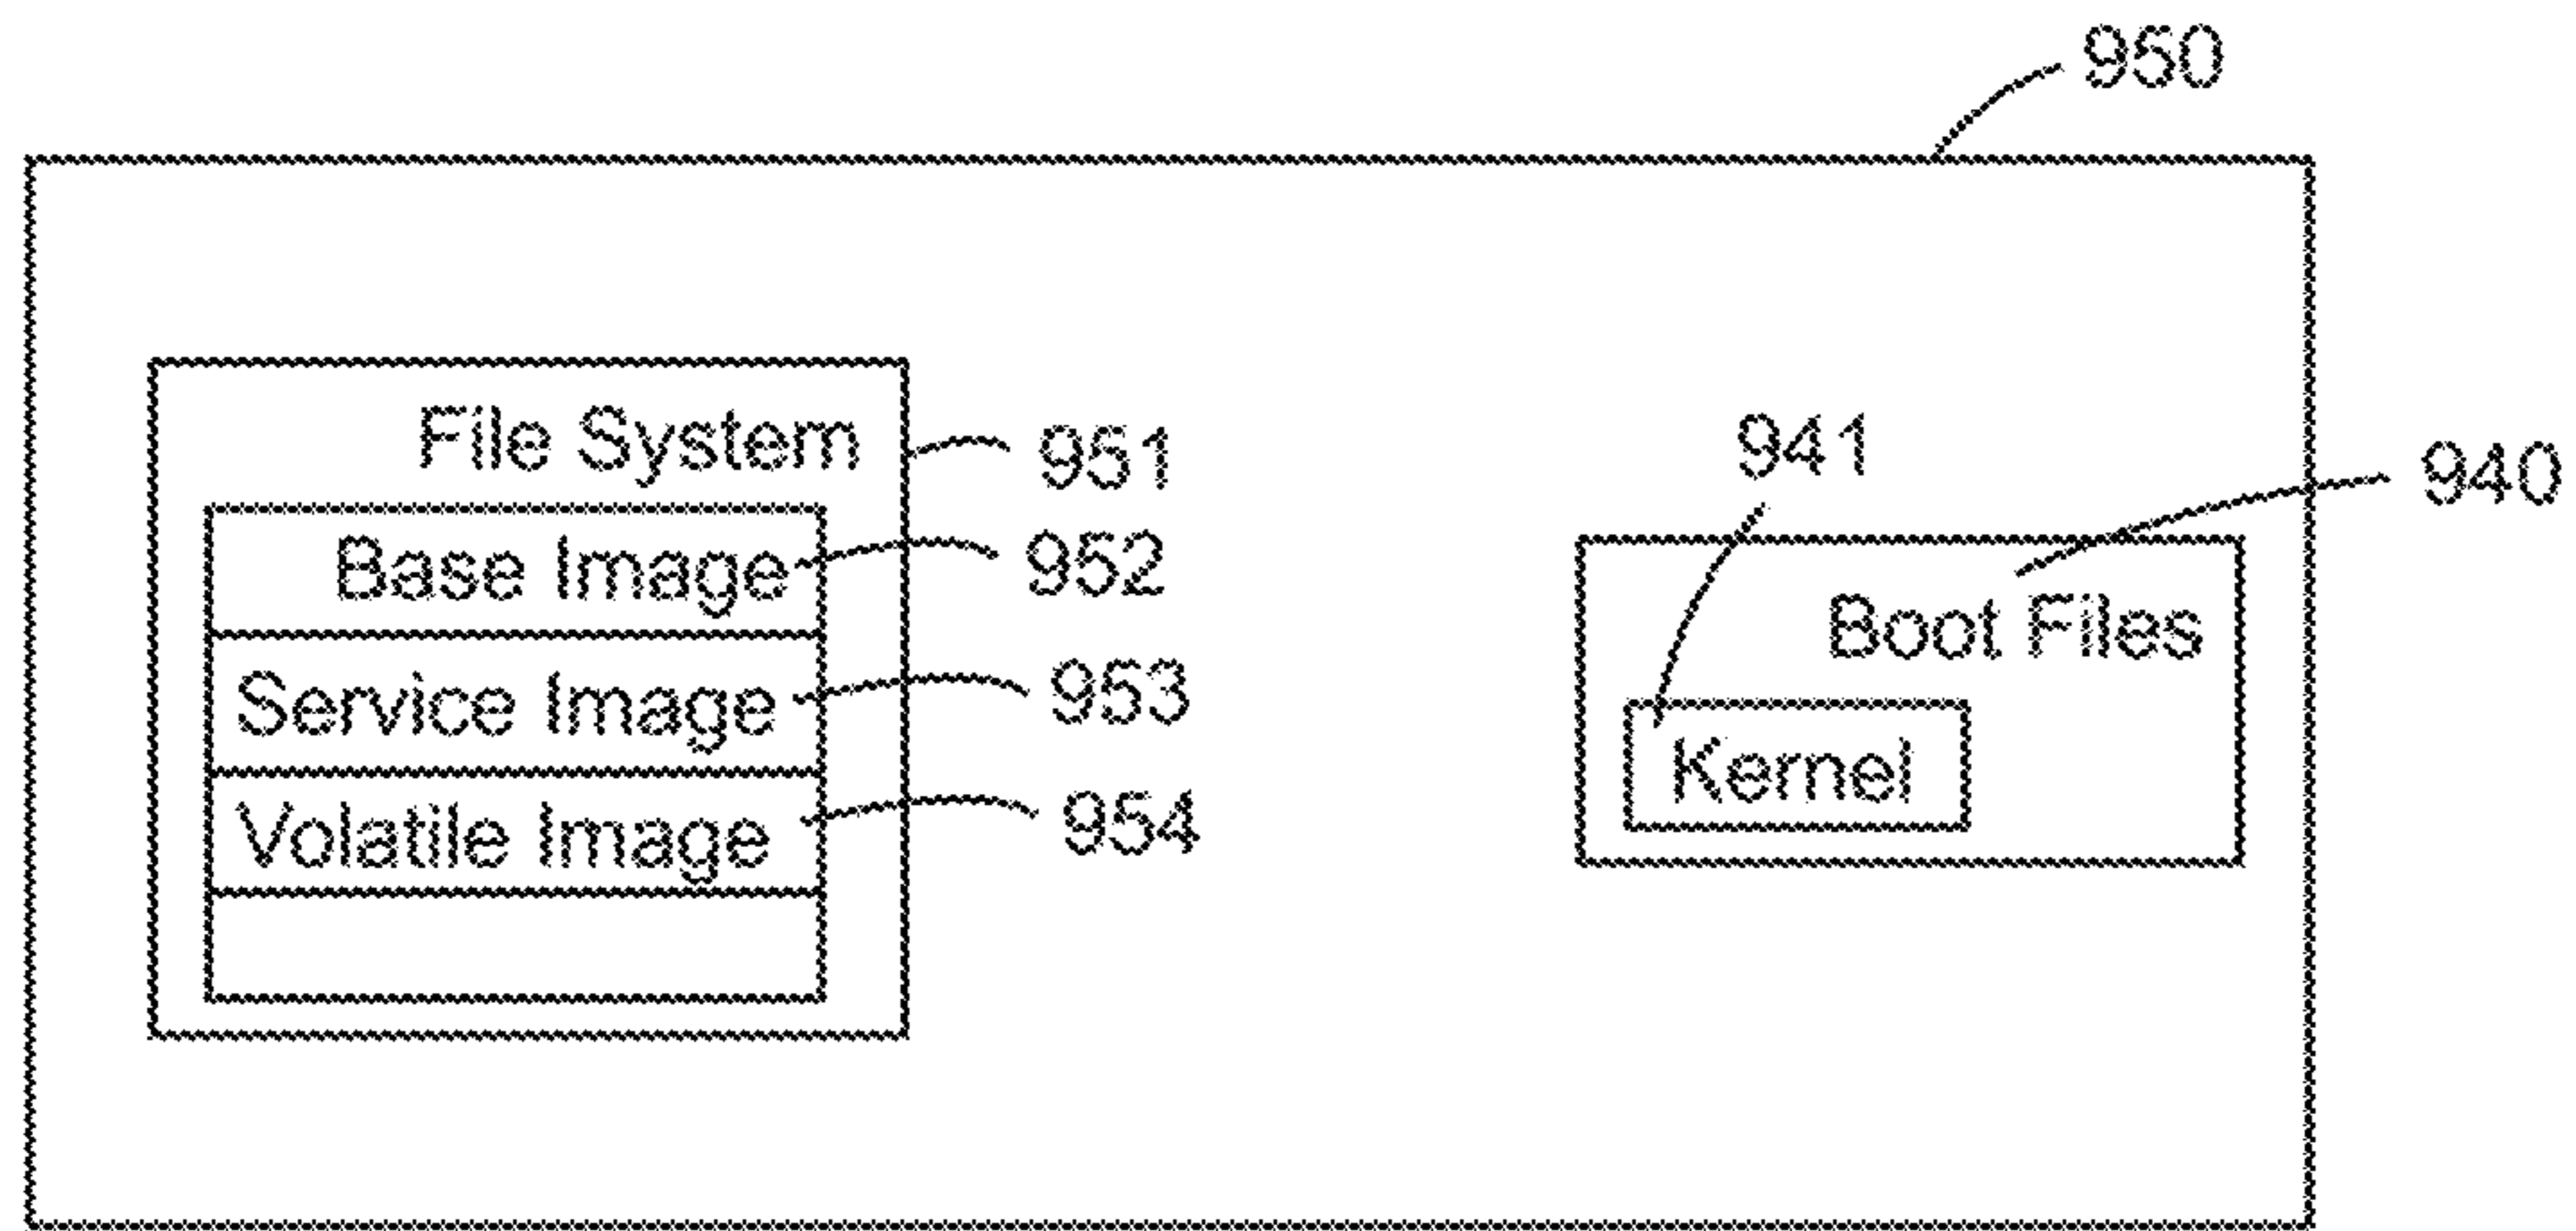 950
File System
951
Base Image
952
Service Image
953
Volatile Image
954
941
940
Boot Files
Kernel